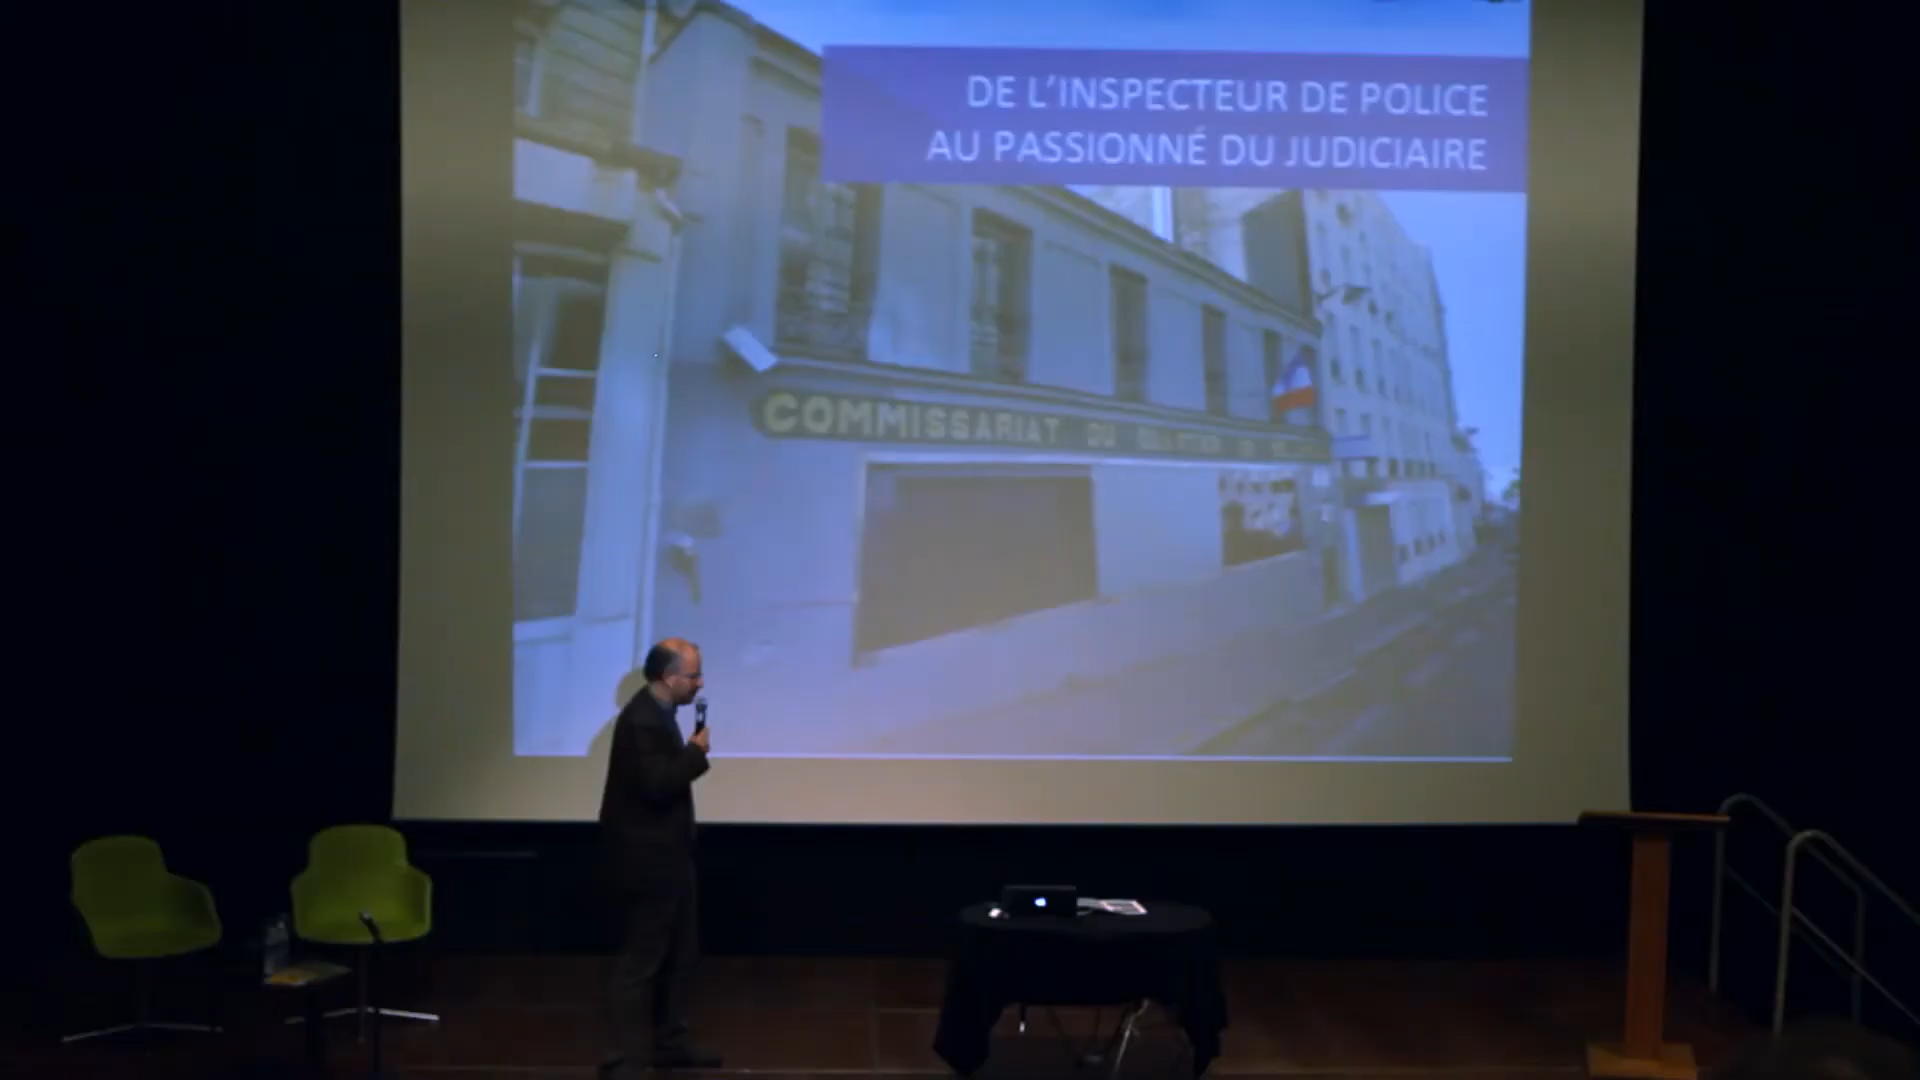 DE L'INSPECTEUR DE POLICE
AU PASSIONNÉ DU JUDICIAIRE
COMMISSARIAT DU